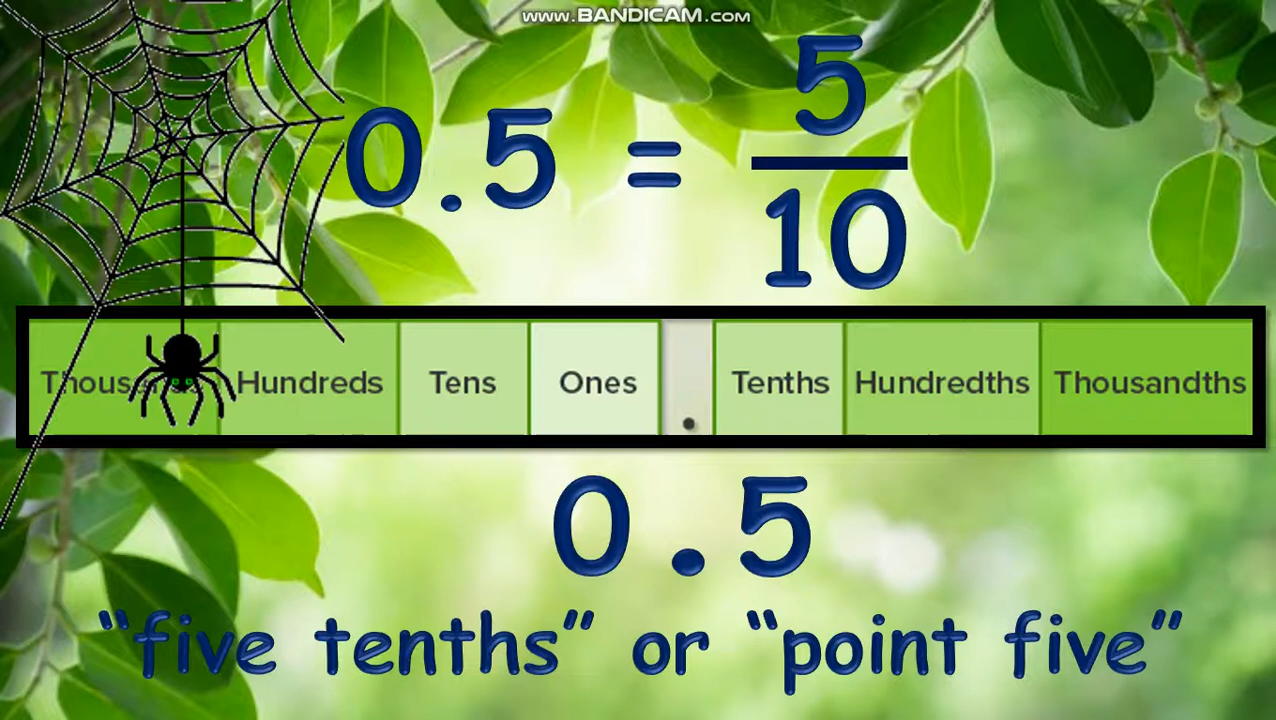 www.BANDICAM.com
0.5 = 5/10
Hundreds Tens Ones . Tenths Hundredths Thousandths
0.5
“five tenths” or “point five”